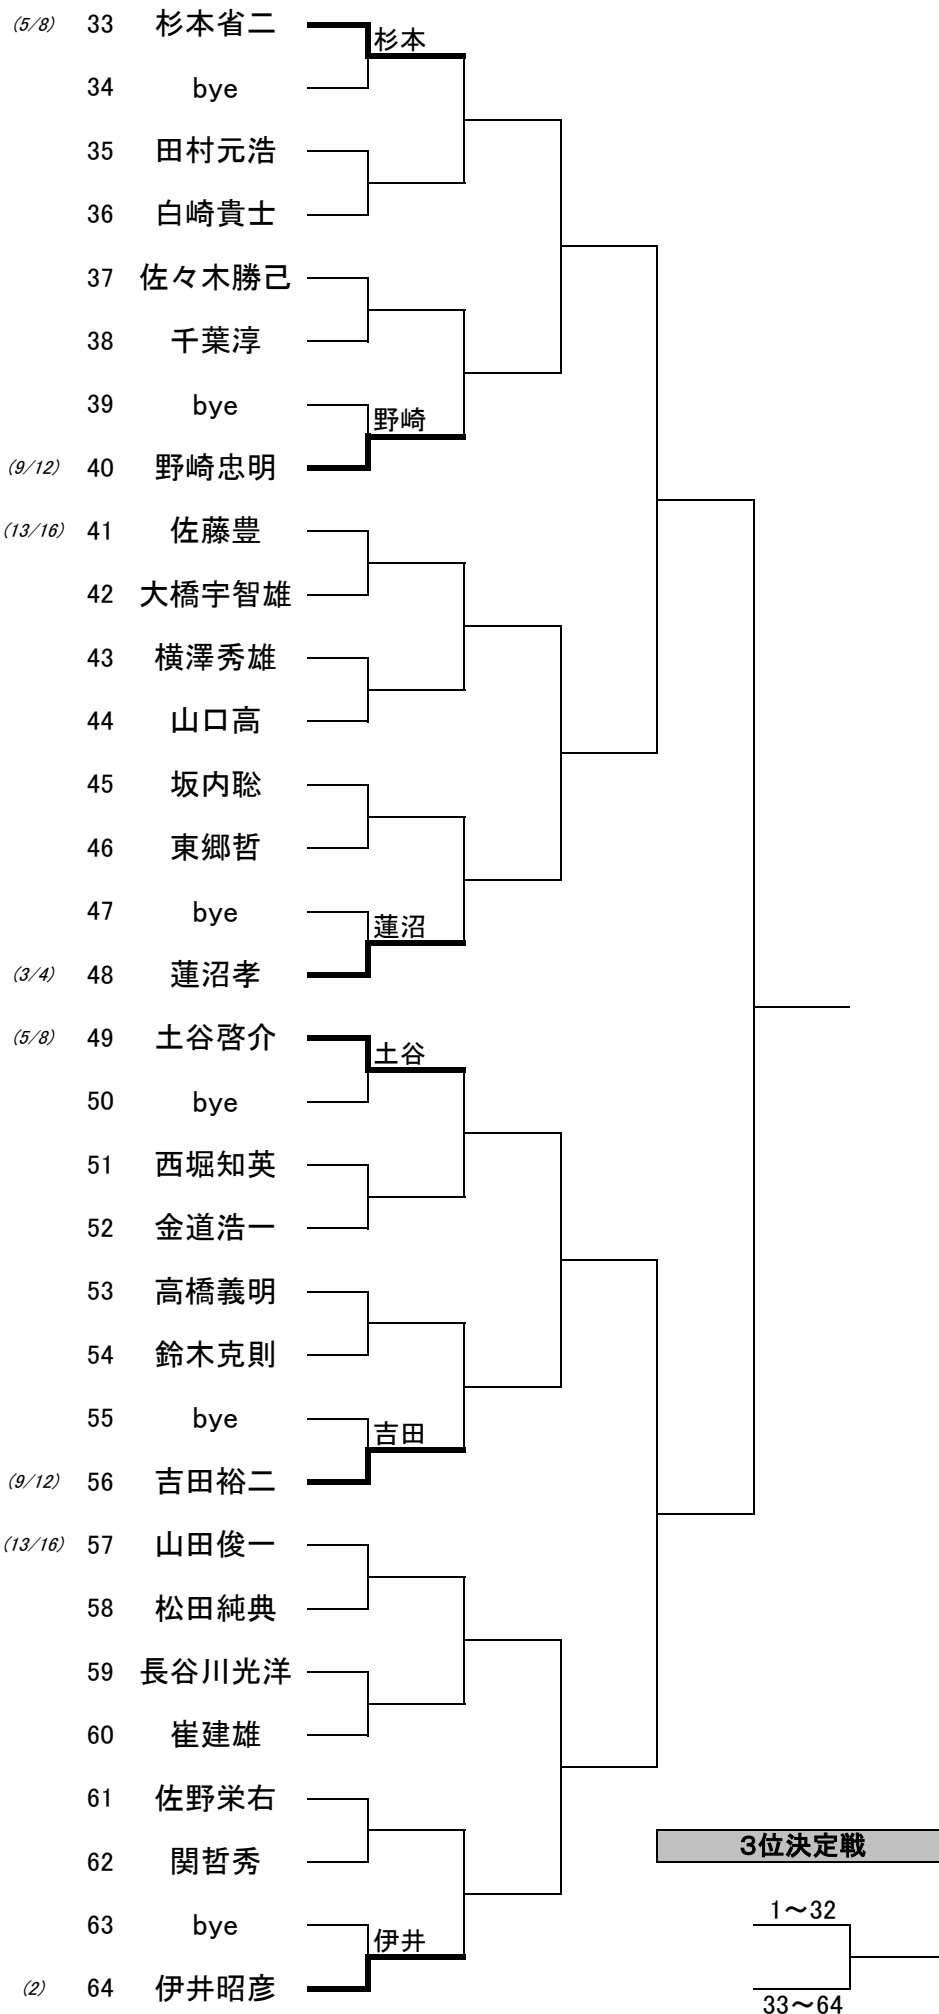 (5/8) 33 杉本省二
杉本
34 bye
35 田村元浩
36 白崎貴士
37 佐々木勝己
38 千葉淳
39 bye
野崎
(9/12) 40 野崎忠明
(13/16) 41 佐藤豊
42 大橋宇智雄
43 横澤秀雄
44 山口高
45 坂内聡
46 東郷哲
47 bye
蓮沼
(3/4) 48 蓮沼孝
(5/8) 49 土谷啓介
土谷
50 bye
51 西堀知英
52 金道浩一
53 高橋義明
54 鈴木克則
55 bye
吉田
(9/12) 56 吉田裕二
(13/16) 57 山田俊一
58 松田純典
59 長谷川光洋
60 崔建雄
61 佐野栄右
62 関哲秀
3位決定戦
1～32
63 bye
伊井
(2) 64 伊井昭彦
33～64